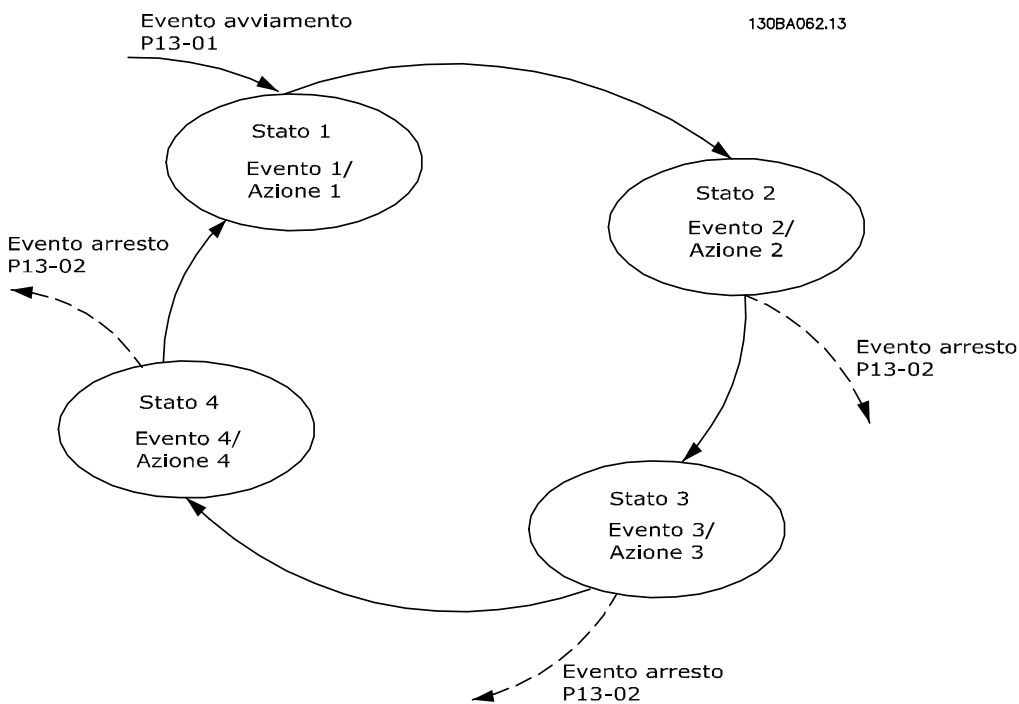 Evento avviamento
P13-01
130BA062.13
Stato 1
Evento 1/
Azione 1
Stato 2
Evento 2/
Azione 2
Evento arresto
P13-02
Evento arresto
P13-02
Stato 4
Evento 4/
Azione 4
Stato 3
Evento 3/
Azione 3
Evento arresto
P13-02